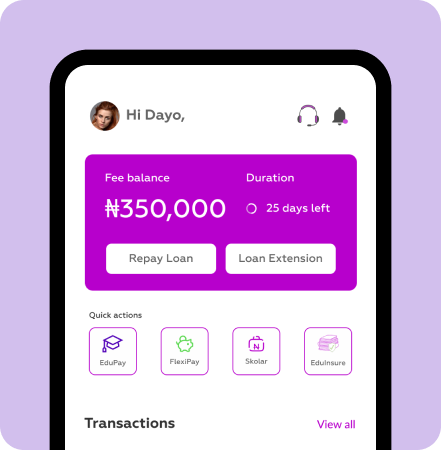 Hi Dayo,
Fee balance
Duration
₦350,000
25 days left
Repay Loan
Loan Extension
Quick actions
EduPay
FlexiPay
Skolar
EduInsure
Transactions
View all